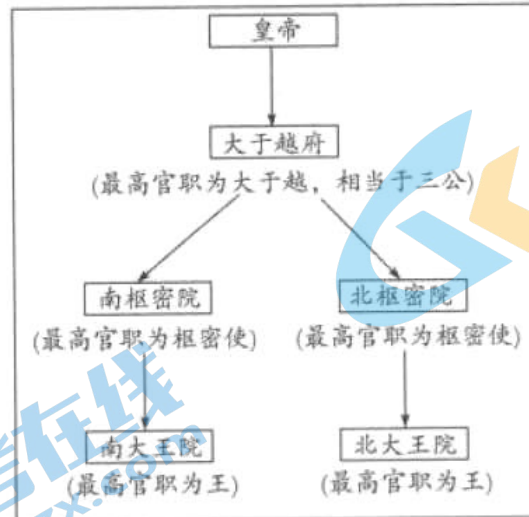 皇帝
大于越府
(最高官职为大于越，相当于三公)
南枢密院 北枢密院
(最高官职为枢密使) (最高官职为枢密使)
南大王院 北大王院
(最高官职为王) (最高官职为王)